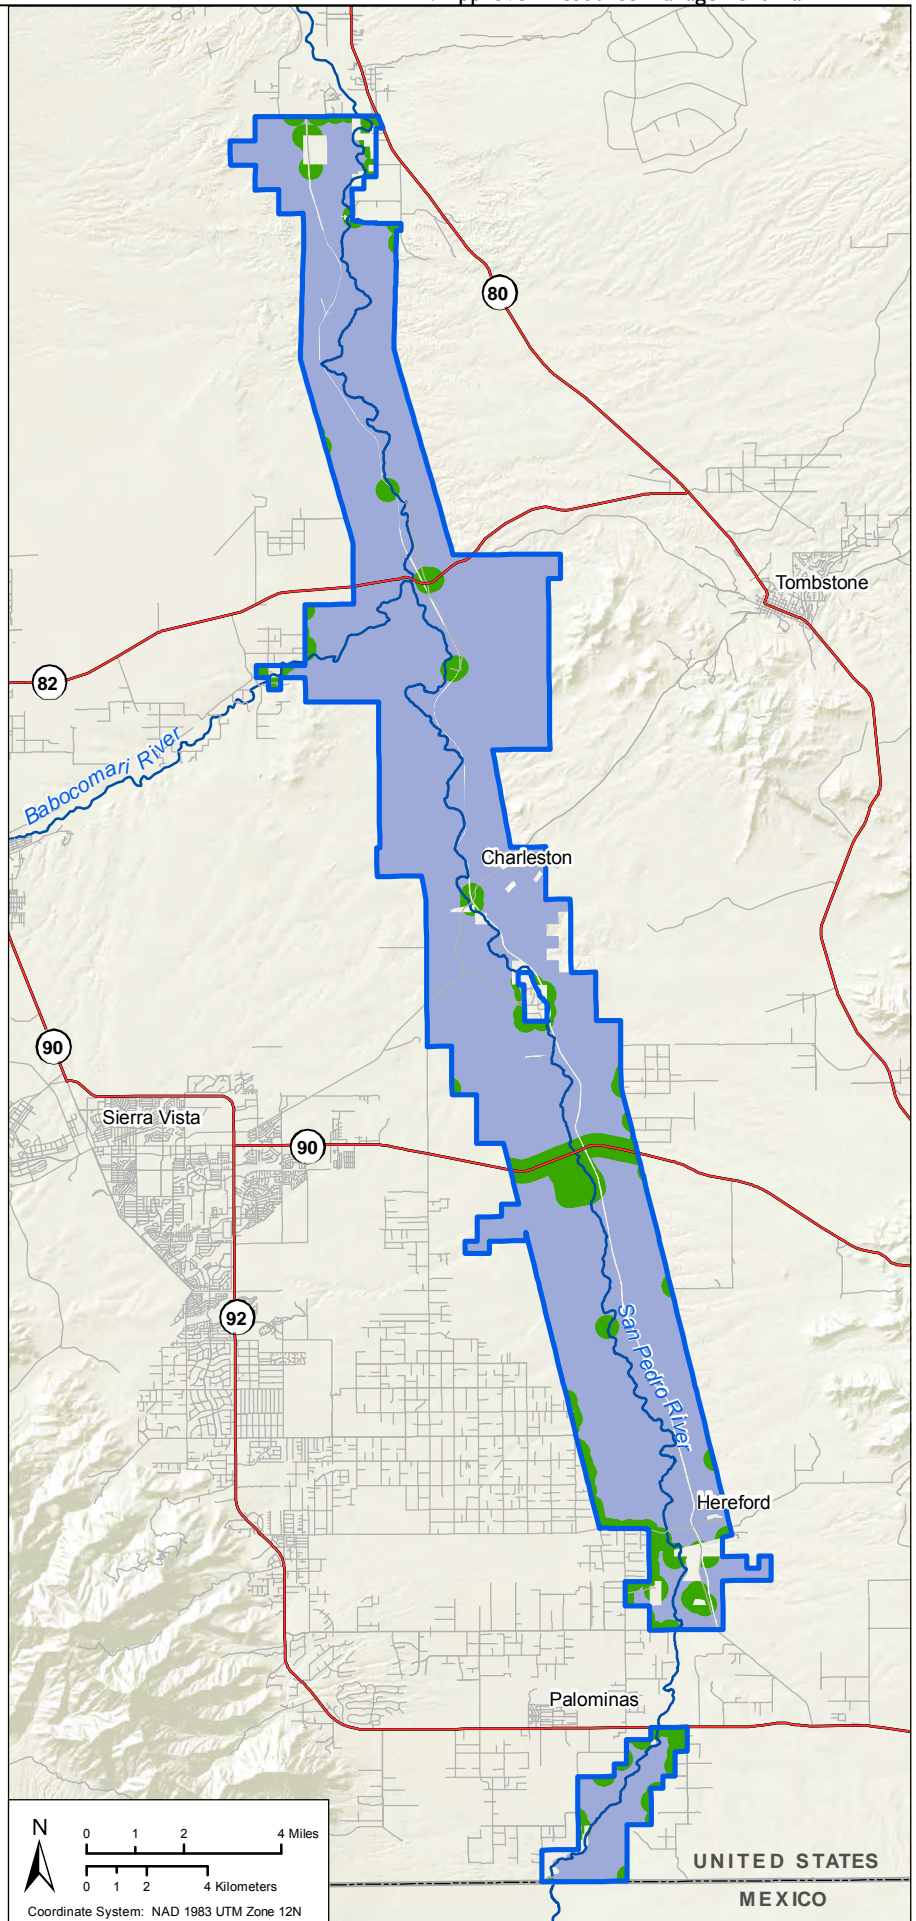 80
Tombstone
82
Babocomari River
Charleston
90
Sierra Vista
90
92
San Pedro River
Hereford
Palominas
N
0 1 2 4 Miles
0 1 2 4 Kilometers
Coordinate System: NAD 1983 UTM Zone 12N
UNITED STATES
MEXICO